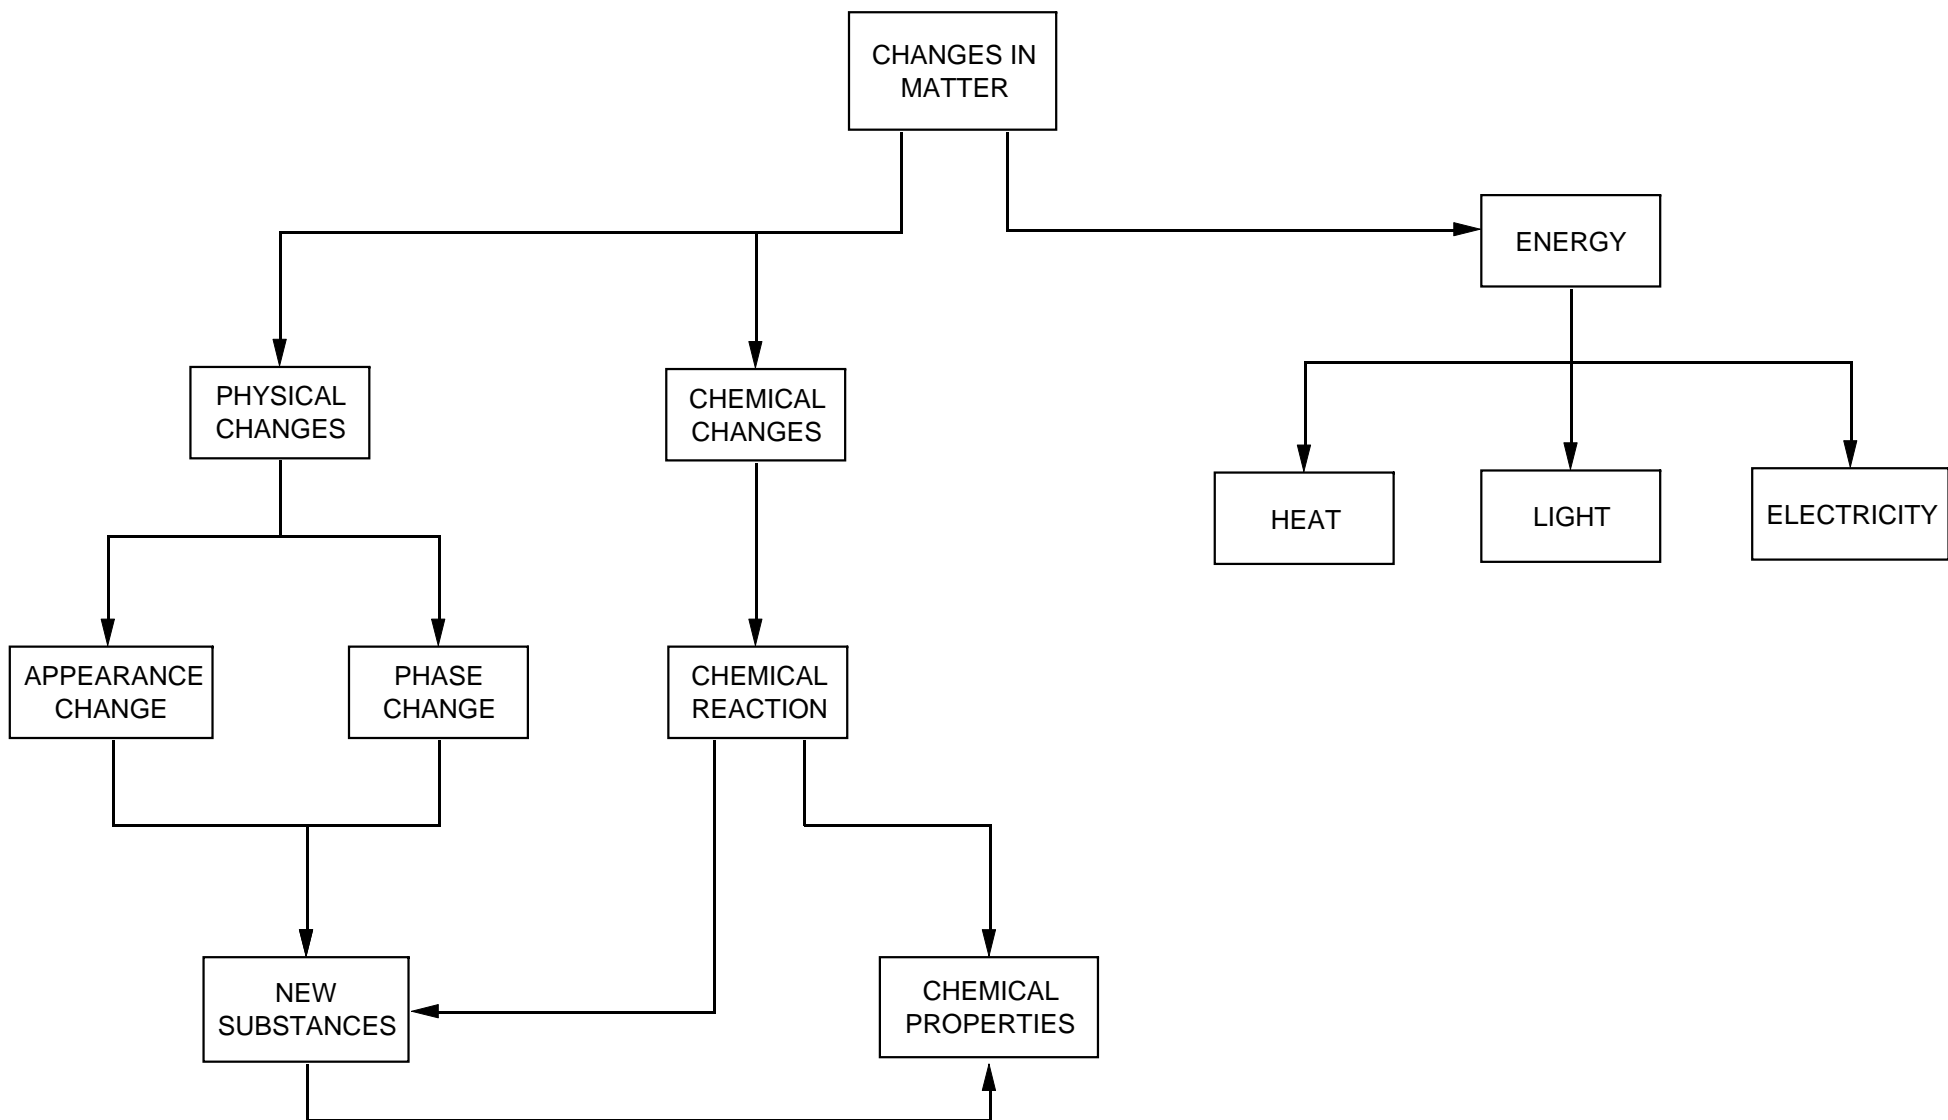 CHANGES IN
MATTER
ENERGY
PHYSICAL
CHANGES
CHEMICAL
CHANGES
HEAT
LIGHT
ELECTRICITY
APPEARANCE
CHANGE
PHASE
CHANGE
CHEMICAL
REACTION
NEW
SUBSTANCES
CHEMICAL
PROPERTIES